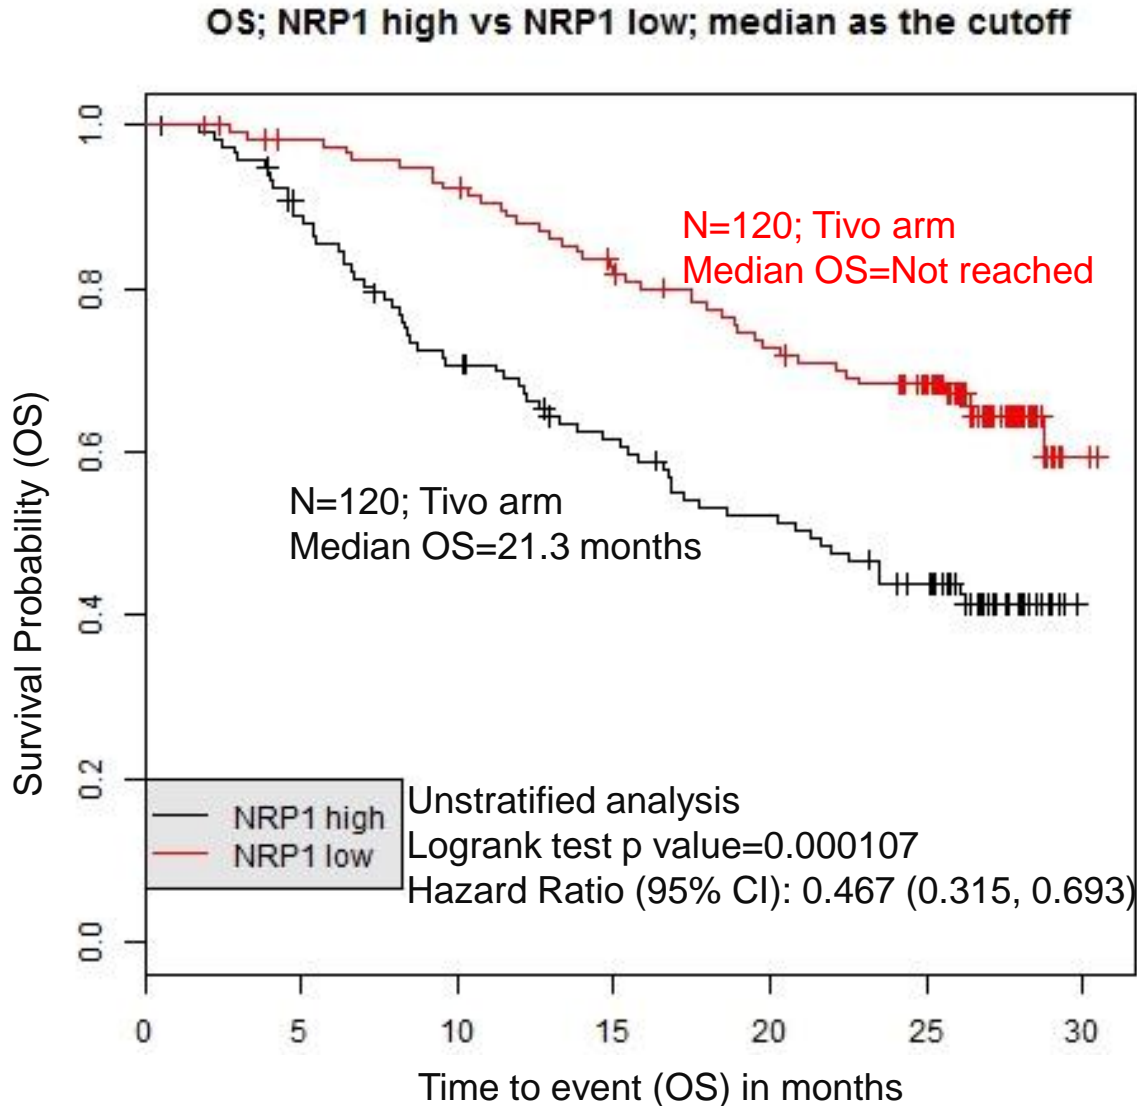 OS; NRP1 high vs NRP1 low; median as the cutoff
Survival Probability (OS)
1.0
0.8
0.6
0.4
0.2
0.0
N=120; Tivo arm
Median OS=Not reached
N=120; Tivo arm
Median OS=21.3 months
NRP1 high
NRP1 low
Unstratified analysis
Logrank test p value=0.000107
Hazard Ratio (95% CI): 0.467 (0.315, 0.693)
0 5 10 15 20 25 30
Time to event (OS) in months